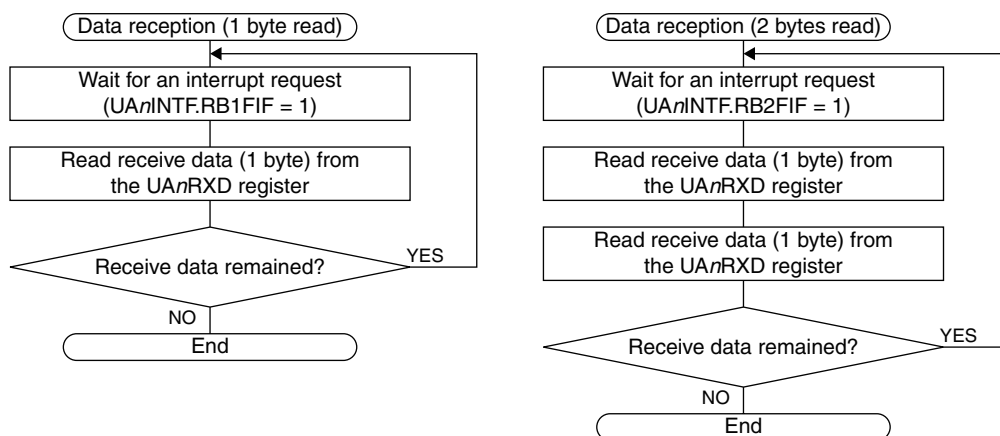 Data reception (1 byte read)
Wait for an interrupt request
(UAnINTF.RB1FIF = 1)
Read receive data (1 byte) from
the UAnRXD register
Receive data remained?
YES
NO
End
Data reception (2 bytes read)
Wait for an interrupt request
(UAnINTF.RB2FIF = 1)
Read receive data (1 byte) from
the UAnRXD register
Read receive data (1 byte) from
the UAnRXD register
Receive data remained?
YES
NO
End